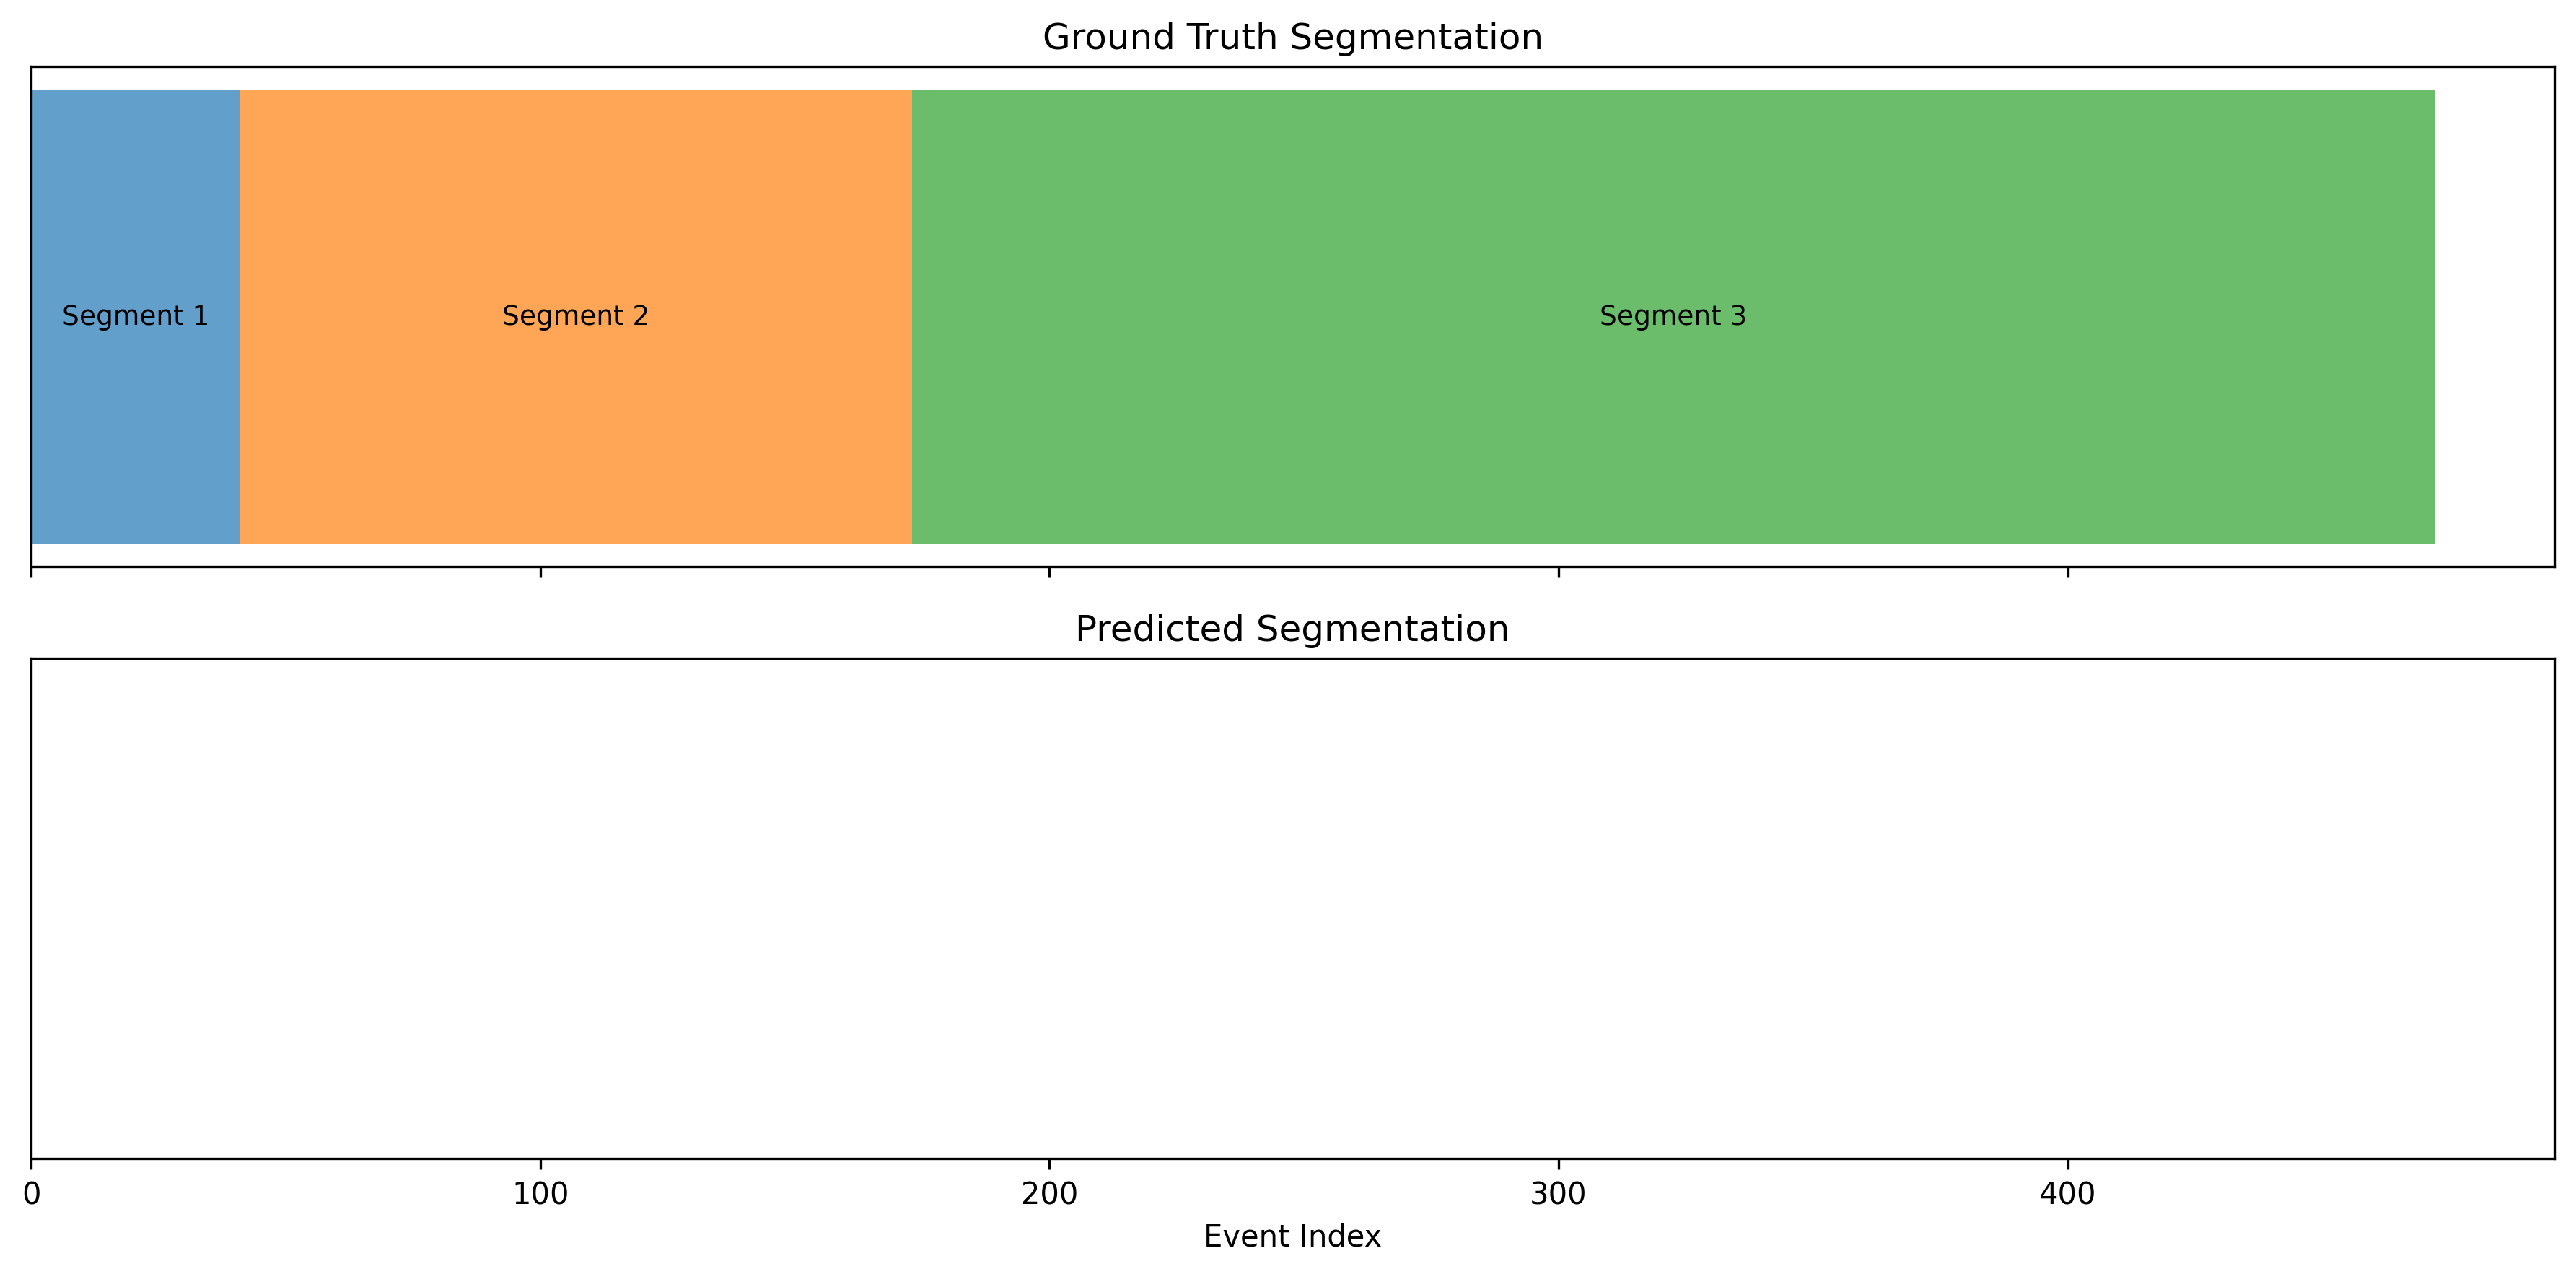 Ground Truth Segmentation
Segment 1 Segment 2 Segment 3
Predicted Segmentation
0 100 200 300 400
Event Index